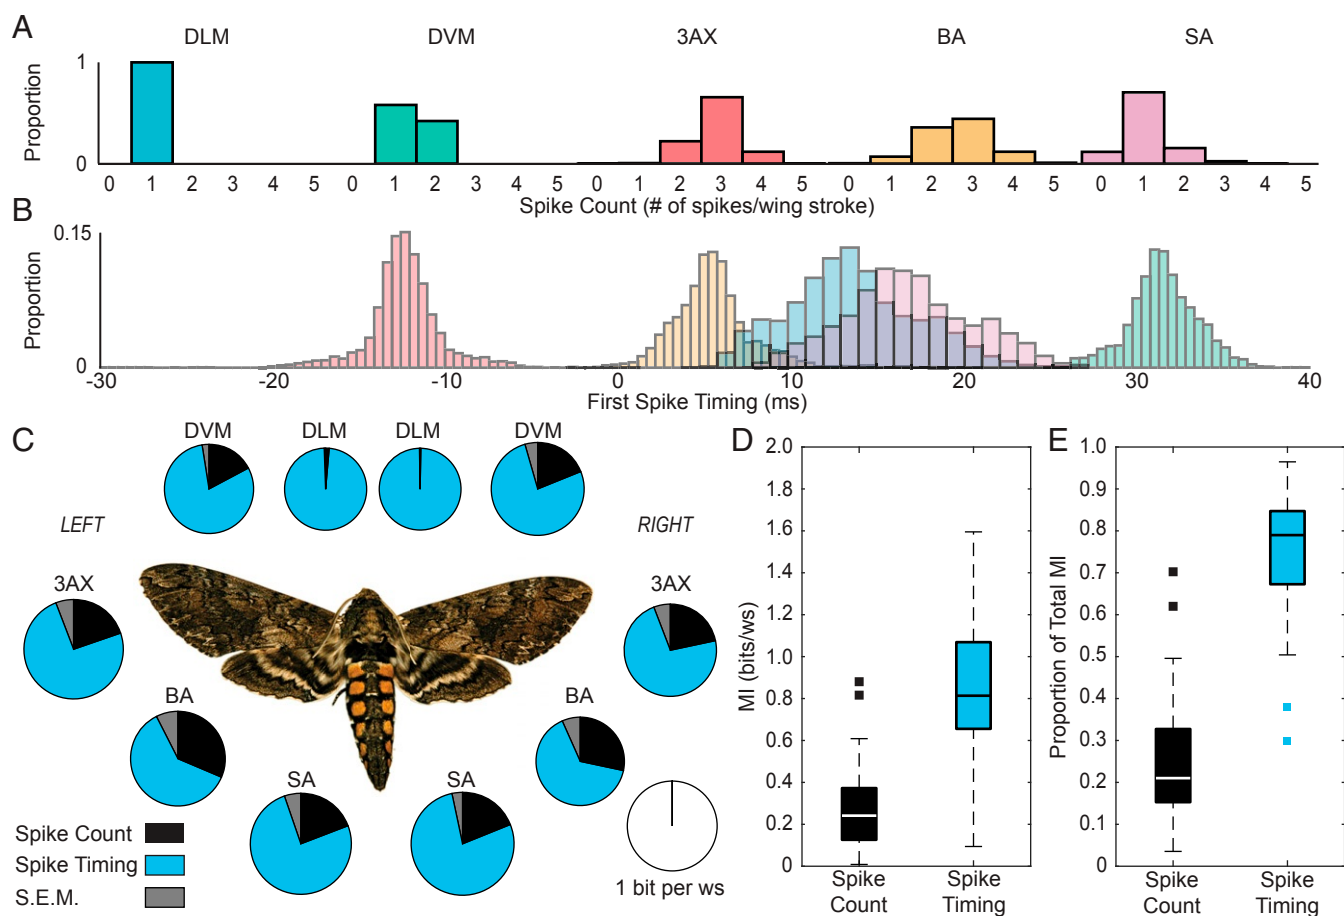 A
DLM DVM 3AX BA SA
Proportion
1
0
0 1 2 3 4 5 0 1 2 3 4 5 0 1 2 3 4 5 0 1 2 3 4 5 0 1 2 3 4 5
Spike Count (# of spikes/wing stroke)
B
Proportion
0.15
0
-30 -20 -10 0 10 20 30 40
First Spike Timing (ms)
C
DVM DLM DLM DVM
LEFT RIGHT
3AX 3AX
BA BA
SA SA
Spike Count
Spike Timing
S.E.M.
1 bit per ws
D
MI (bits/ws)
2.0
1.8
1.6
1.4
1.2
1.0
0.8
0.6
0.4
0.2
0
Spike Count
Spike Timing
E
Proportion of Total MI
1.0
0.9
0.8
0.7
0.6
0.5
0.4
0.3
0.2
0.1
0
Spike Count
Spike Timing